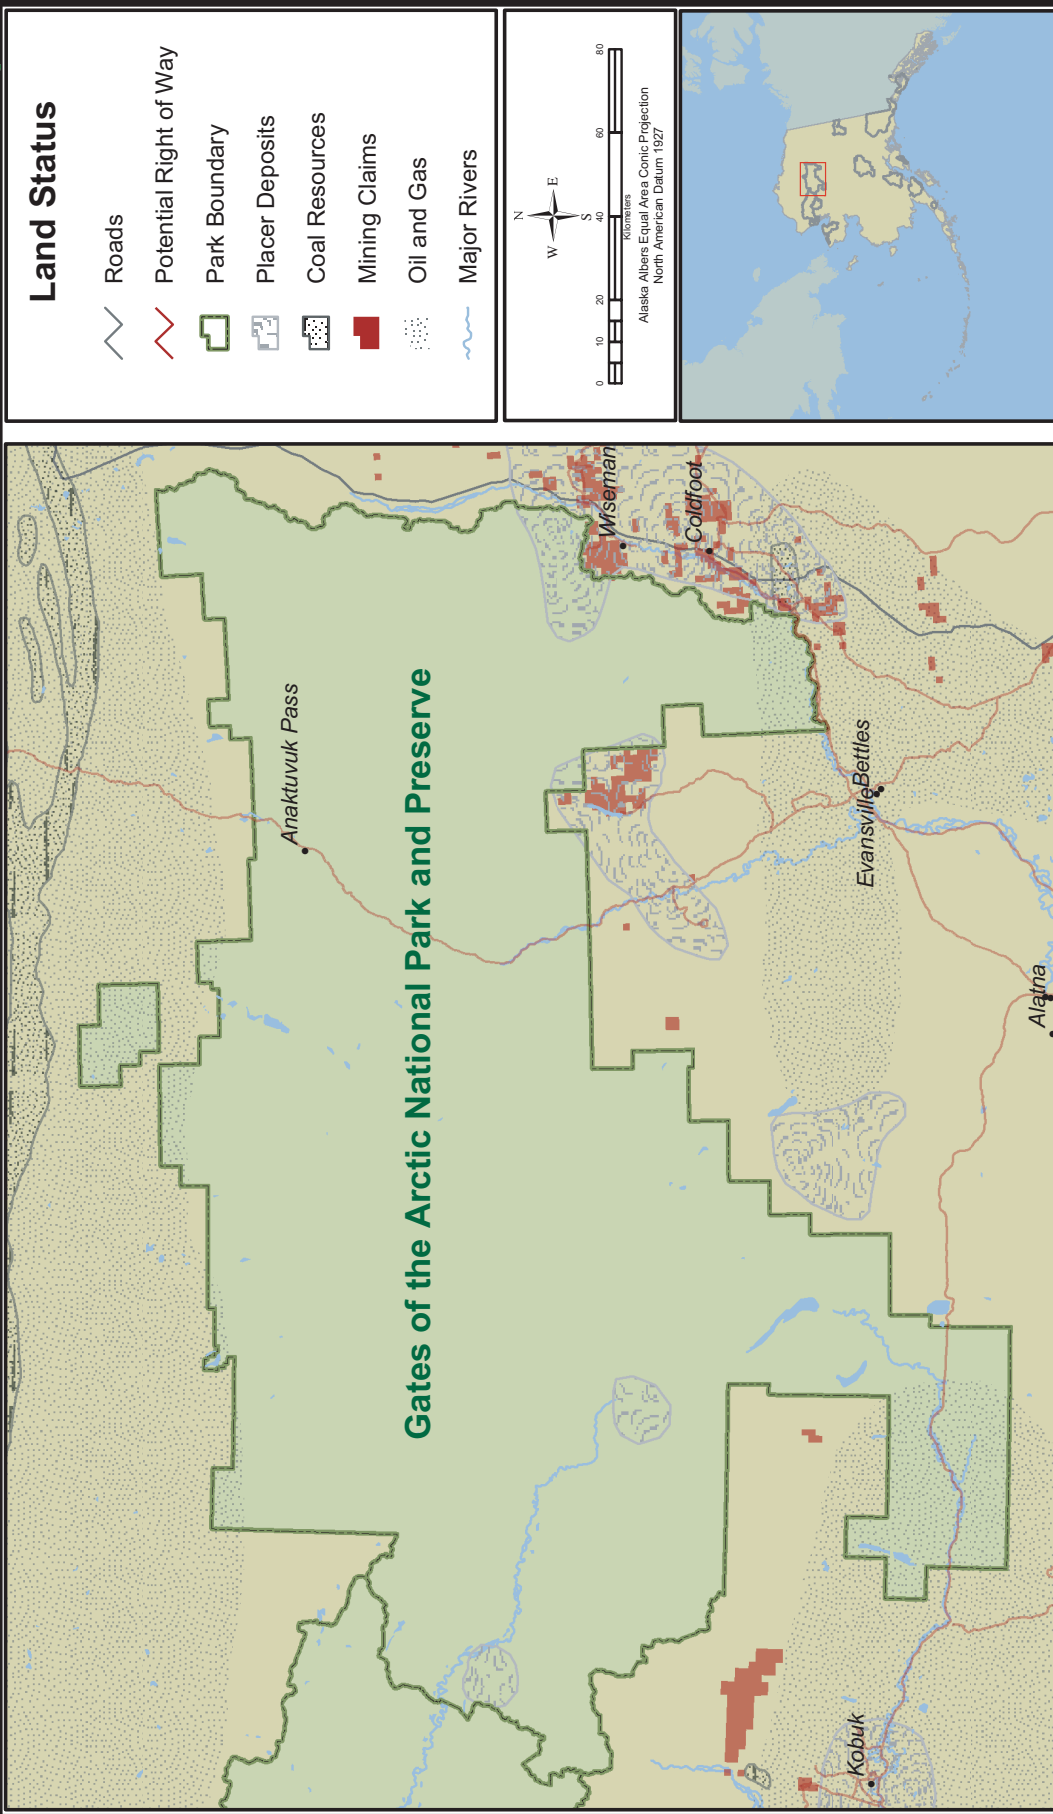 Land Status
Roads
Potential Right of Way
Park Boundary
Placer Deposits
Coal Resources
Mining Claims
Oil and Gas
Major Rivers
N
W E
S
0 10 20 40 60 80
Kilometers
Alaska Albers Equal Area Conic Projection
North American Datum 1927
Anaktuvuk Pass
Gates of the Arctic National Park and Preserve
Wiseman
Coldfoot
Evansville
Bettles
Alatna
Kobuk